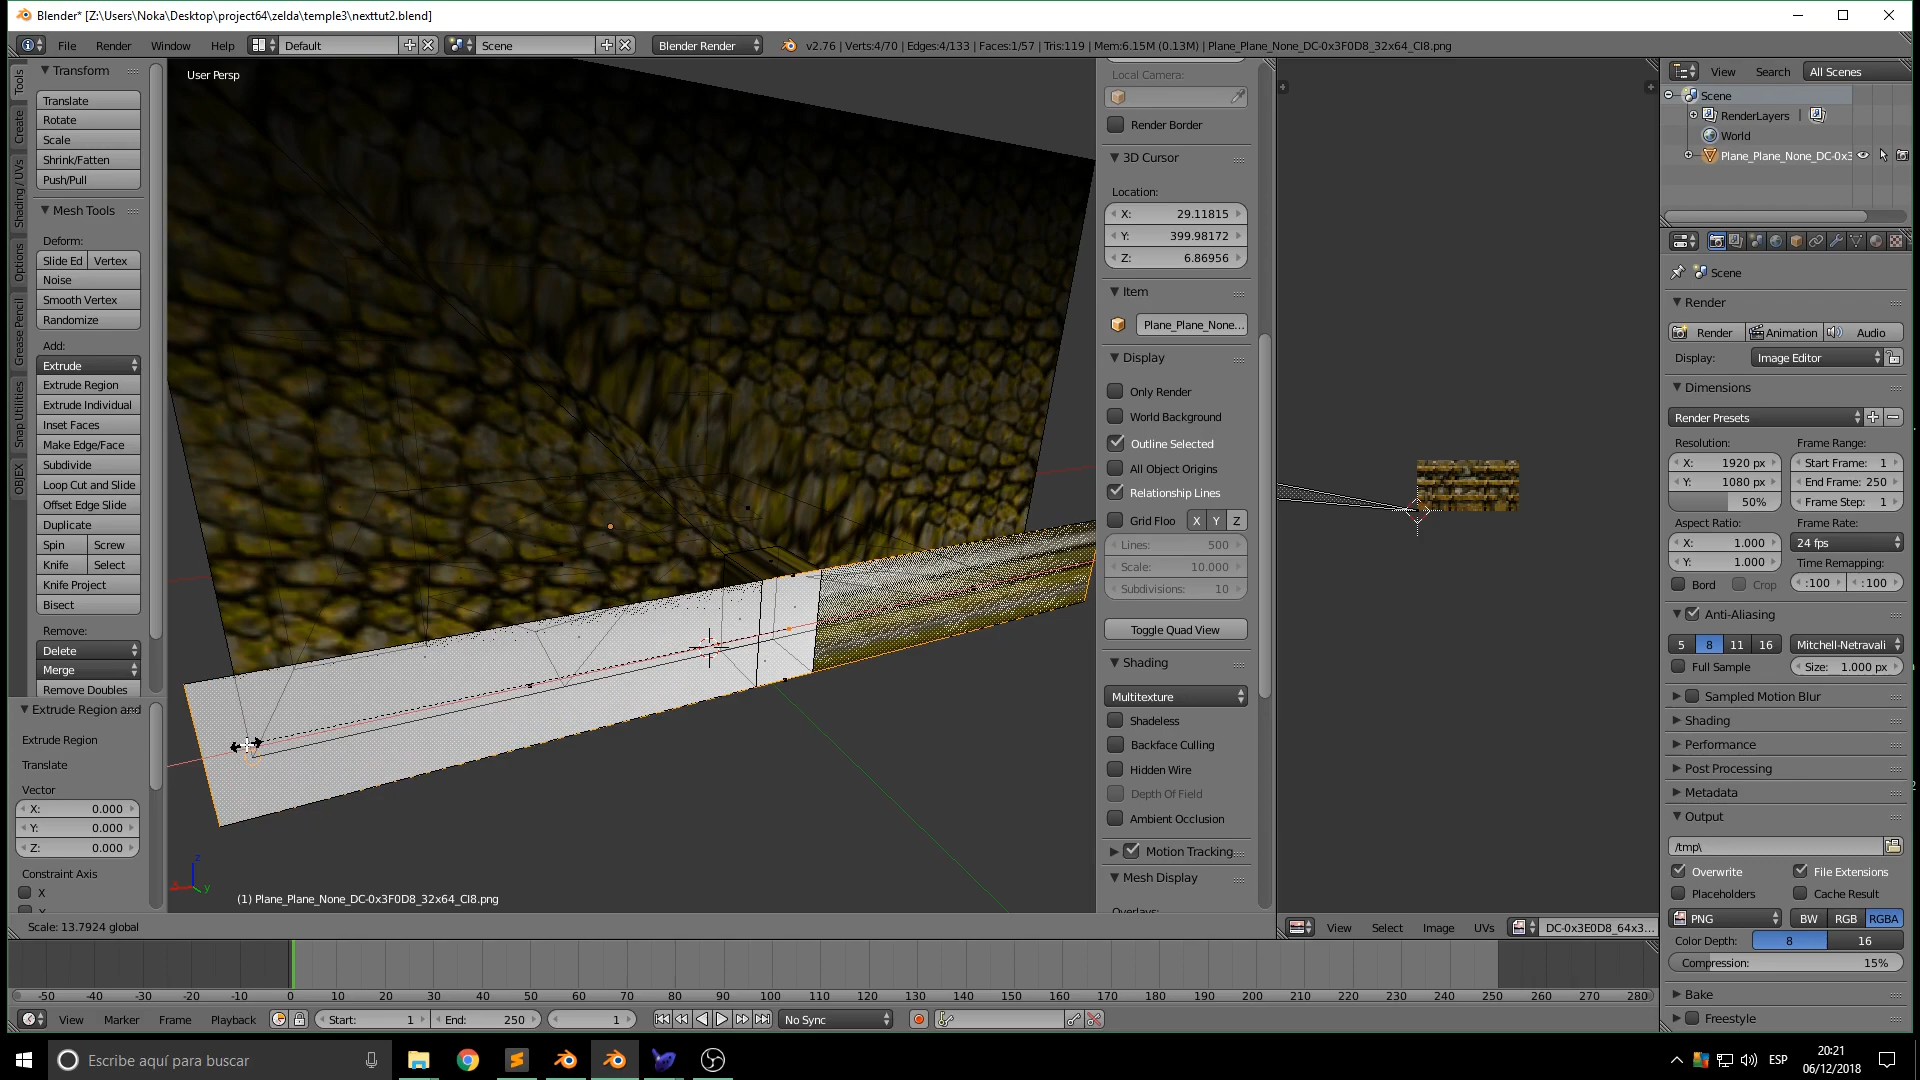 Blender* [Z:\Users\Noka\Desktop\project64\zelda\temple3\nexttut2.blend]
File Render Window Help Default Scene Blender Render v2.76 | Verts:4/70 | Edges:4/133 | Faces:1/57 | Tris:119 | Mem:6.15M (0.13M) | Plane_Plane_None_DC-0x3F0D8_32x64_CI8.png
Tools
Create
Shading / UVs
Options
Grease Pencil
Snap Utilities
OBJEX
Transform
Translate
Rotate
Scale
Shrink/Fatten
Push/Pull
Mesh Tools
Deform:
Slide Ed Vertex
Noise
Smooth Vertex
Randomize
Add:
Extrude
Extrude Region
Extrude Individual
Inset Faces
Make Edge/Face
Subdivide
Loop Cut and Slide
Offset Edge Slide
Duplicate
Spin Screw
Knife Select
Knife Project
Bisect
Remove:
Delete
Merge
Remove Doubles
Extrude Region and
Extrude Region
Translate
Vector
X: 0.000
Y: 0.000
Z: 0.000
Constraint Axis
X
User Persp
z
y
(1) Plane_Plane_None_DC-0x3F0D8_32x64_CI8.png
Scale: 13.7924 global
Local Camera:
Render Border
3D Cursor
Location:
X: 29.11815
Y: 399.98172
Z: 6.86956
Item
Plane_Plane_None...
Display
Only Render
World Background
Outline Selected
All Object Origins
Relationship Lines
Grid Floo X Y Z
Lines: 500
Scale: 10.000
Subdivisions: 10
Toggle Quad View
Shading
Multitexture
Shadeless
Backface Culling
Hidden Wire
Depth Of Field
Ambient Occlusion
Motion Tracking
Mesh Display
Overlays:
View Select Image UVs DC-0x3E0D8_64x3...
View Search All Scenes
Scene
RenderLayers
World
Plane_Plane_None_DC-0x3
Scene
Render
Render Animation Audio
Display: Image Editor
Dimensions
Render Presets
Resolution: Frame Range:
X: 1920 px Start Frame: 1
Y: 1080 px End Frame: 250
50% Frame Step: 1
Aspect Ratio: Frame Rate:
X: 1.000 24 fps
Y: 1.000 Time Remapping:
Bord Crop :100 :100
Anti-Aliasing
5 8 11 16 Mitchell-Netravali
Full Sample Size: 1.000 px
Sampled Motion Blur
Shading
Performance
Post Processing
Metadata
Output
/tmp\
Overwrite File Extensions
Placeholders Cache Result
PNG BW RGB RGBA
Color Depth: 8 16
Compression: 15%
Bake
Freestyle
-50 -40 -30 -20 -10 0 10 20 30 40 50 60 70 80 90 100 110 120 130 140 150 160 170 180 190 200 210 220 230 240 250 260 270 280
View Marker Frame Playback Start: 1 End: 250 1 No Sync
Escribe aquí para buscar
ESP
20:21
06/12/2018